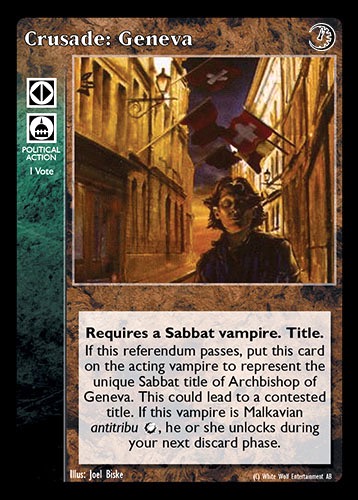 Crusade: Geneva
POLITICAL
ACTION
1 Vote
Requires a Sabbat vampire. Title.
If this referendum passes, put this card
on the acting vampire to represent the
unique Sabbat title of Archbishop of
Geneva. This could lead to a contested
title. If this vampire is Malkavian
antitribu , he or she unlocks during
your next discard phase.
Illus: Joel Biske
(C) White Wolf Entertainment AB